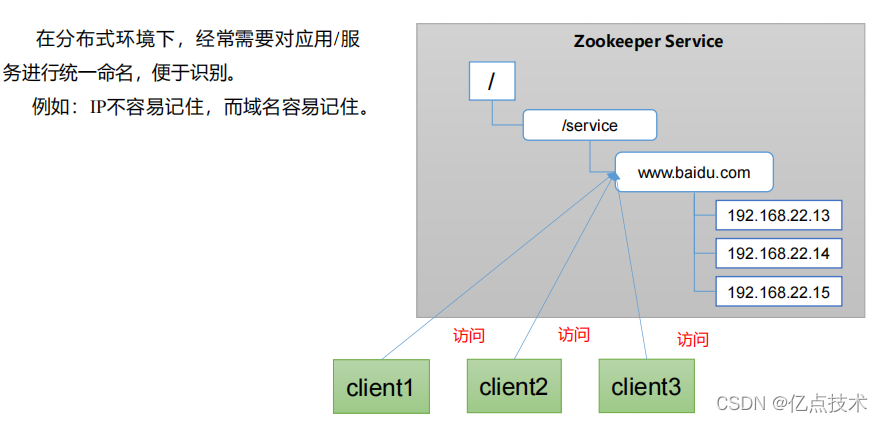 在分布式环境下，经常需要对应用/服
务进行统一命名，便于识别。
例如：IP不容易记住，而域名容易记住。
Zookeeper Service
/
/service
www.baidu.com
192.168.22.13
192.168.22.14
192.168.22.15
访问
访问
访问
client1
client2
client3
CSDN @亿点技术